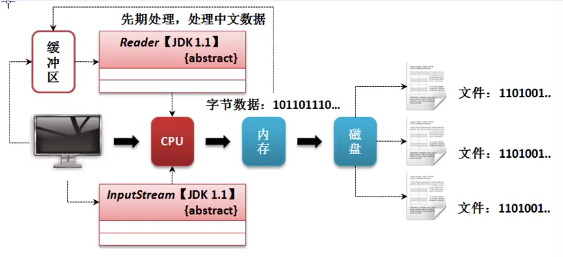 先期处理，处理中文数据
缓冲区
Reader【JDK 1.1】
{abstract}
字节数据：101101110...
CPU
内存
磁盘
文件：1101001..
文件：1101001..
文件：1101001..
InputStream【JDK 1.1】
{abstract}